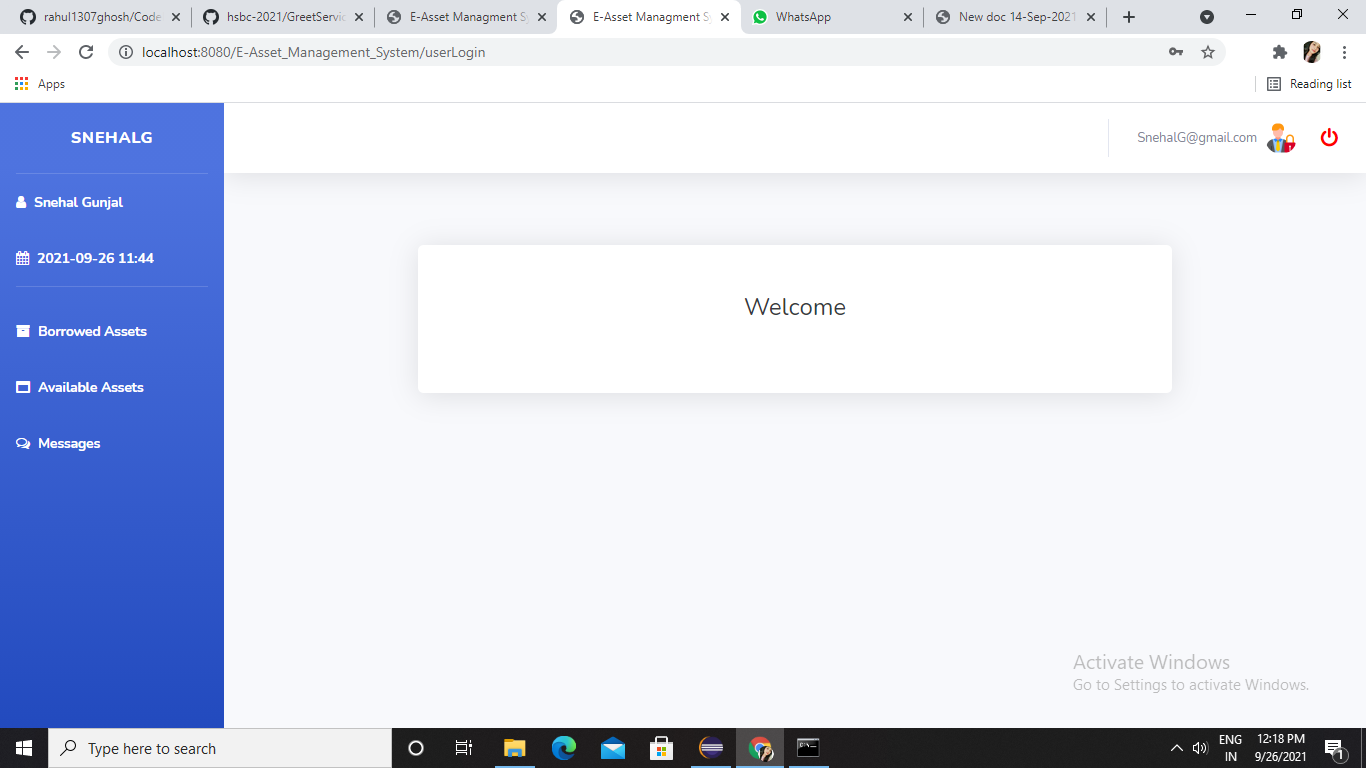 rahul1307ghosh/Code
hsbc-2021/GreetServic
E-Asset Managment Sy
E-Asset Managment Sy
WhatsApp
New doc 14-Sep-2021
localhost:8080/E-Asset_Management_System/userLogin
Apps
Reading list
SNEHALG
SnehalG@gmail.com
Snehal Gunjal
2021-09-26 11:44
Welcome
Borrowed Assets
Available Assets
Messages
Activate Windows
Go to Settings to activate Windows.
Type here to search
ENG
IN
12:18 PM
9/26/2021
1